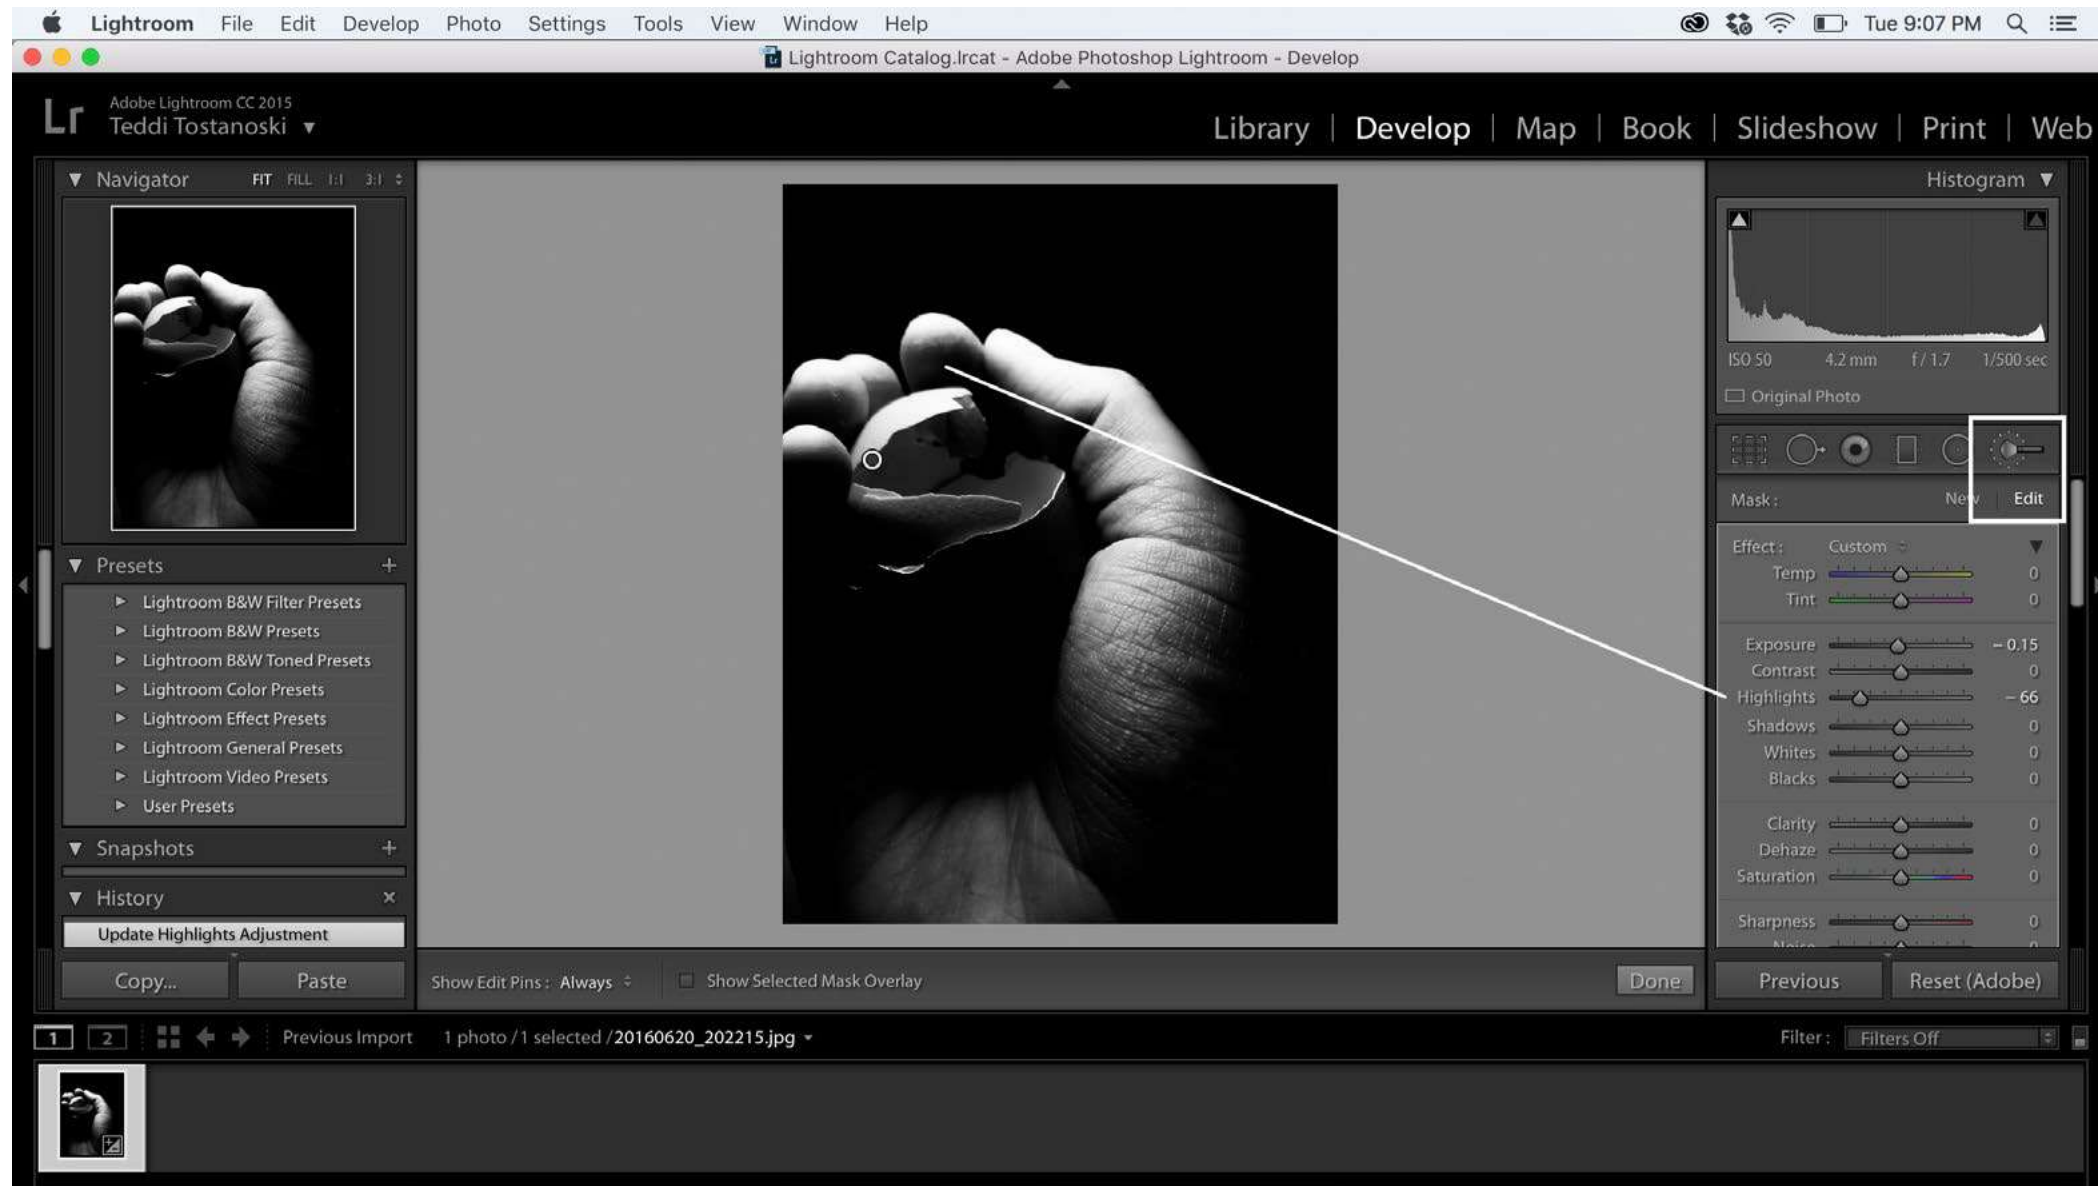 Lightroom File Edit Develop Photo Settings Tools View Window Help Tue 9:07 PM
Lightroom Catalog.lrcat - Adobe Photoshop Lightroom - Develop
Lr
Adobe Lightroom CC 2015
Teddi Tostanoski
Library | Develop | Map | Book | Slideshow | Print | Web
Navigator FIT FILL 1:1 3:1
Presets
Lightroom B&W Filter Presets
Lightroom B&W Presets
Lightroom B&W Toned Presets
Lightroom Color Presets
Lightroom Effect Presets
Lightroom General Presets
Lightroom Video Presets
User Presets
Snapshots
History
Update Highlights Adjustment
Copy... Paste
Show Edit Pins : Always Show Selected Mask Overlay Done
Histogram
ISO 50 4.2 mm f / 1.7 1/500 sec
Original Photo
Mask : New Edit
Effect : Custom
Temp 0
Tint 0
Exposure – 0.15
Contrast 0
Highlights – 66
Shadows 0
Whites 0
Blacks 0
Clarity 0
Dehaze 0
Saturation 0
Sharpness 0
Noise 0
Previous Reset (Adobe)
1 2 Previous Import 1 photo / 1 selected / 20160620_202215.jpg Filter : Filters Off